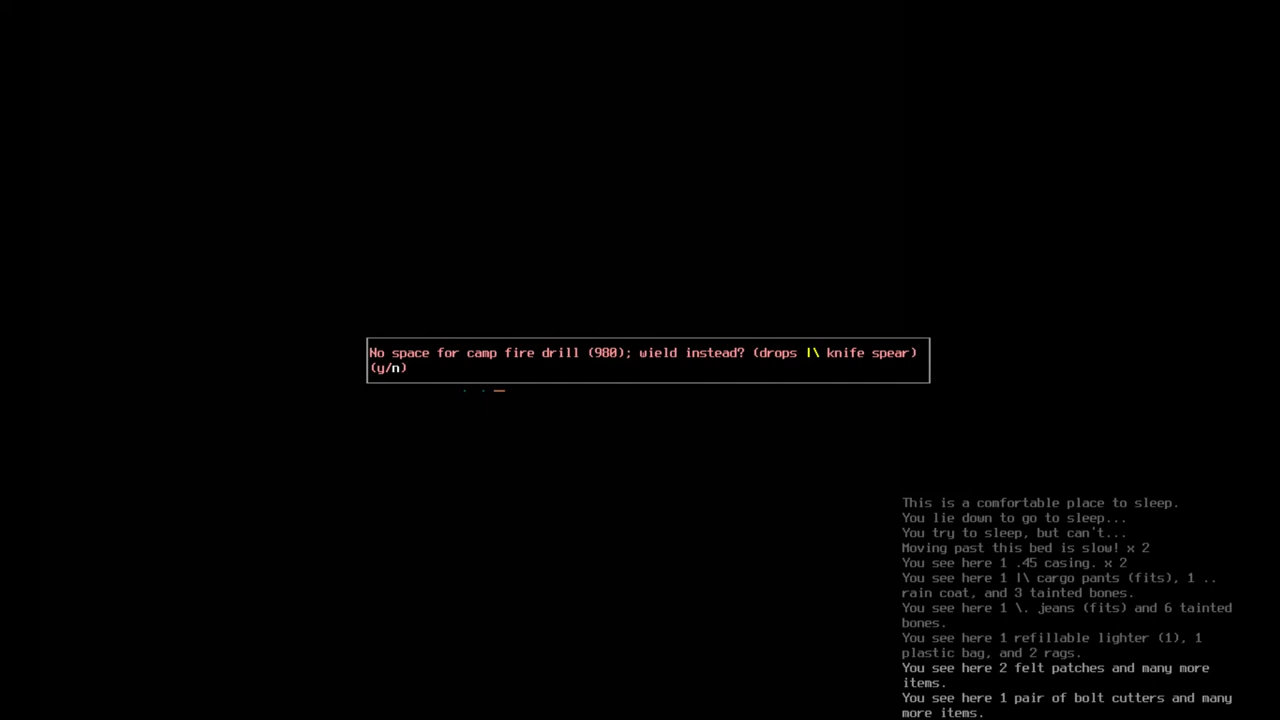 No space for camp fire drill (980); wield instead? (drops |\ knife spear)
(y/n)
This is a comfortable place to sleep.
You lie down to go to sleep...
You try to sleep, but can't...
Moving past this bed is slow! x 2
You see here 1 .45 casing. x 2
You see here 1 |\ cargo pants (fits), 1 ..
rain coat, and 3 tainted bones.
You see here 1 \. jeans (fits) and 6 tainted
bones.
You see here 1 refillable lighter (1), 1
plastic bag, and 2 rags.
You see here 2 felt patches and many more
items.
You see here 1 pair of bolt cutters and many
more items.